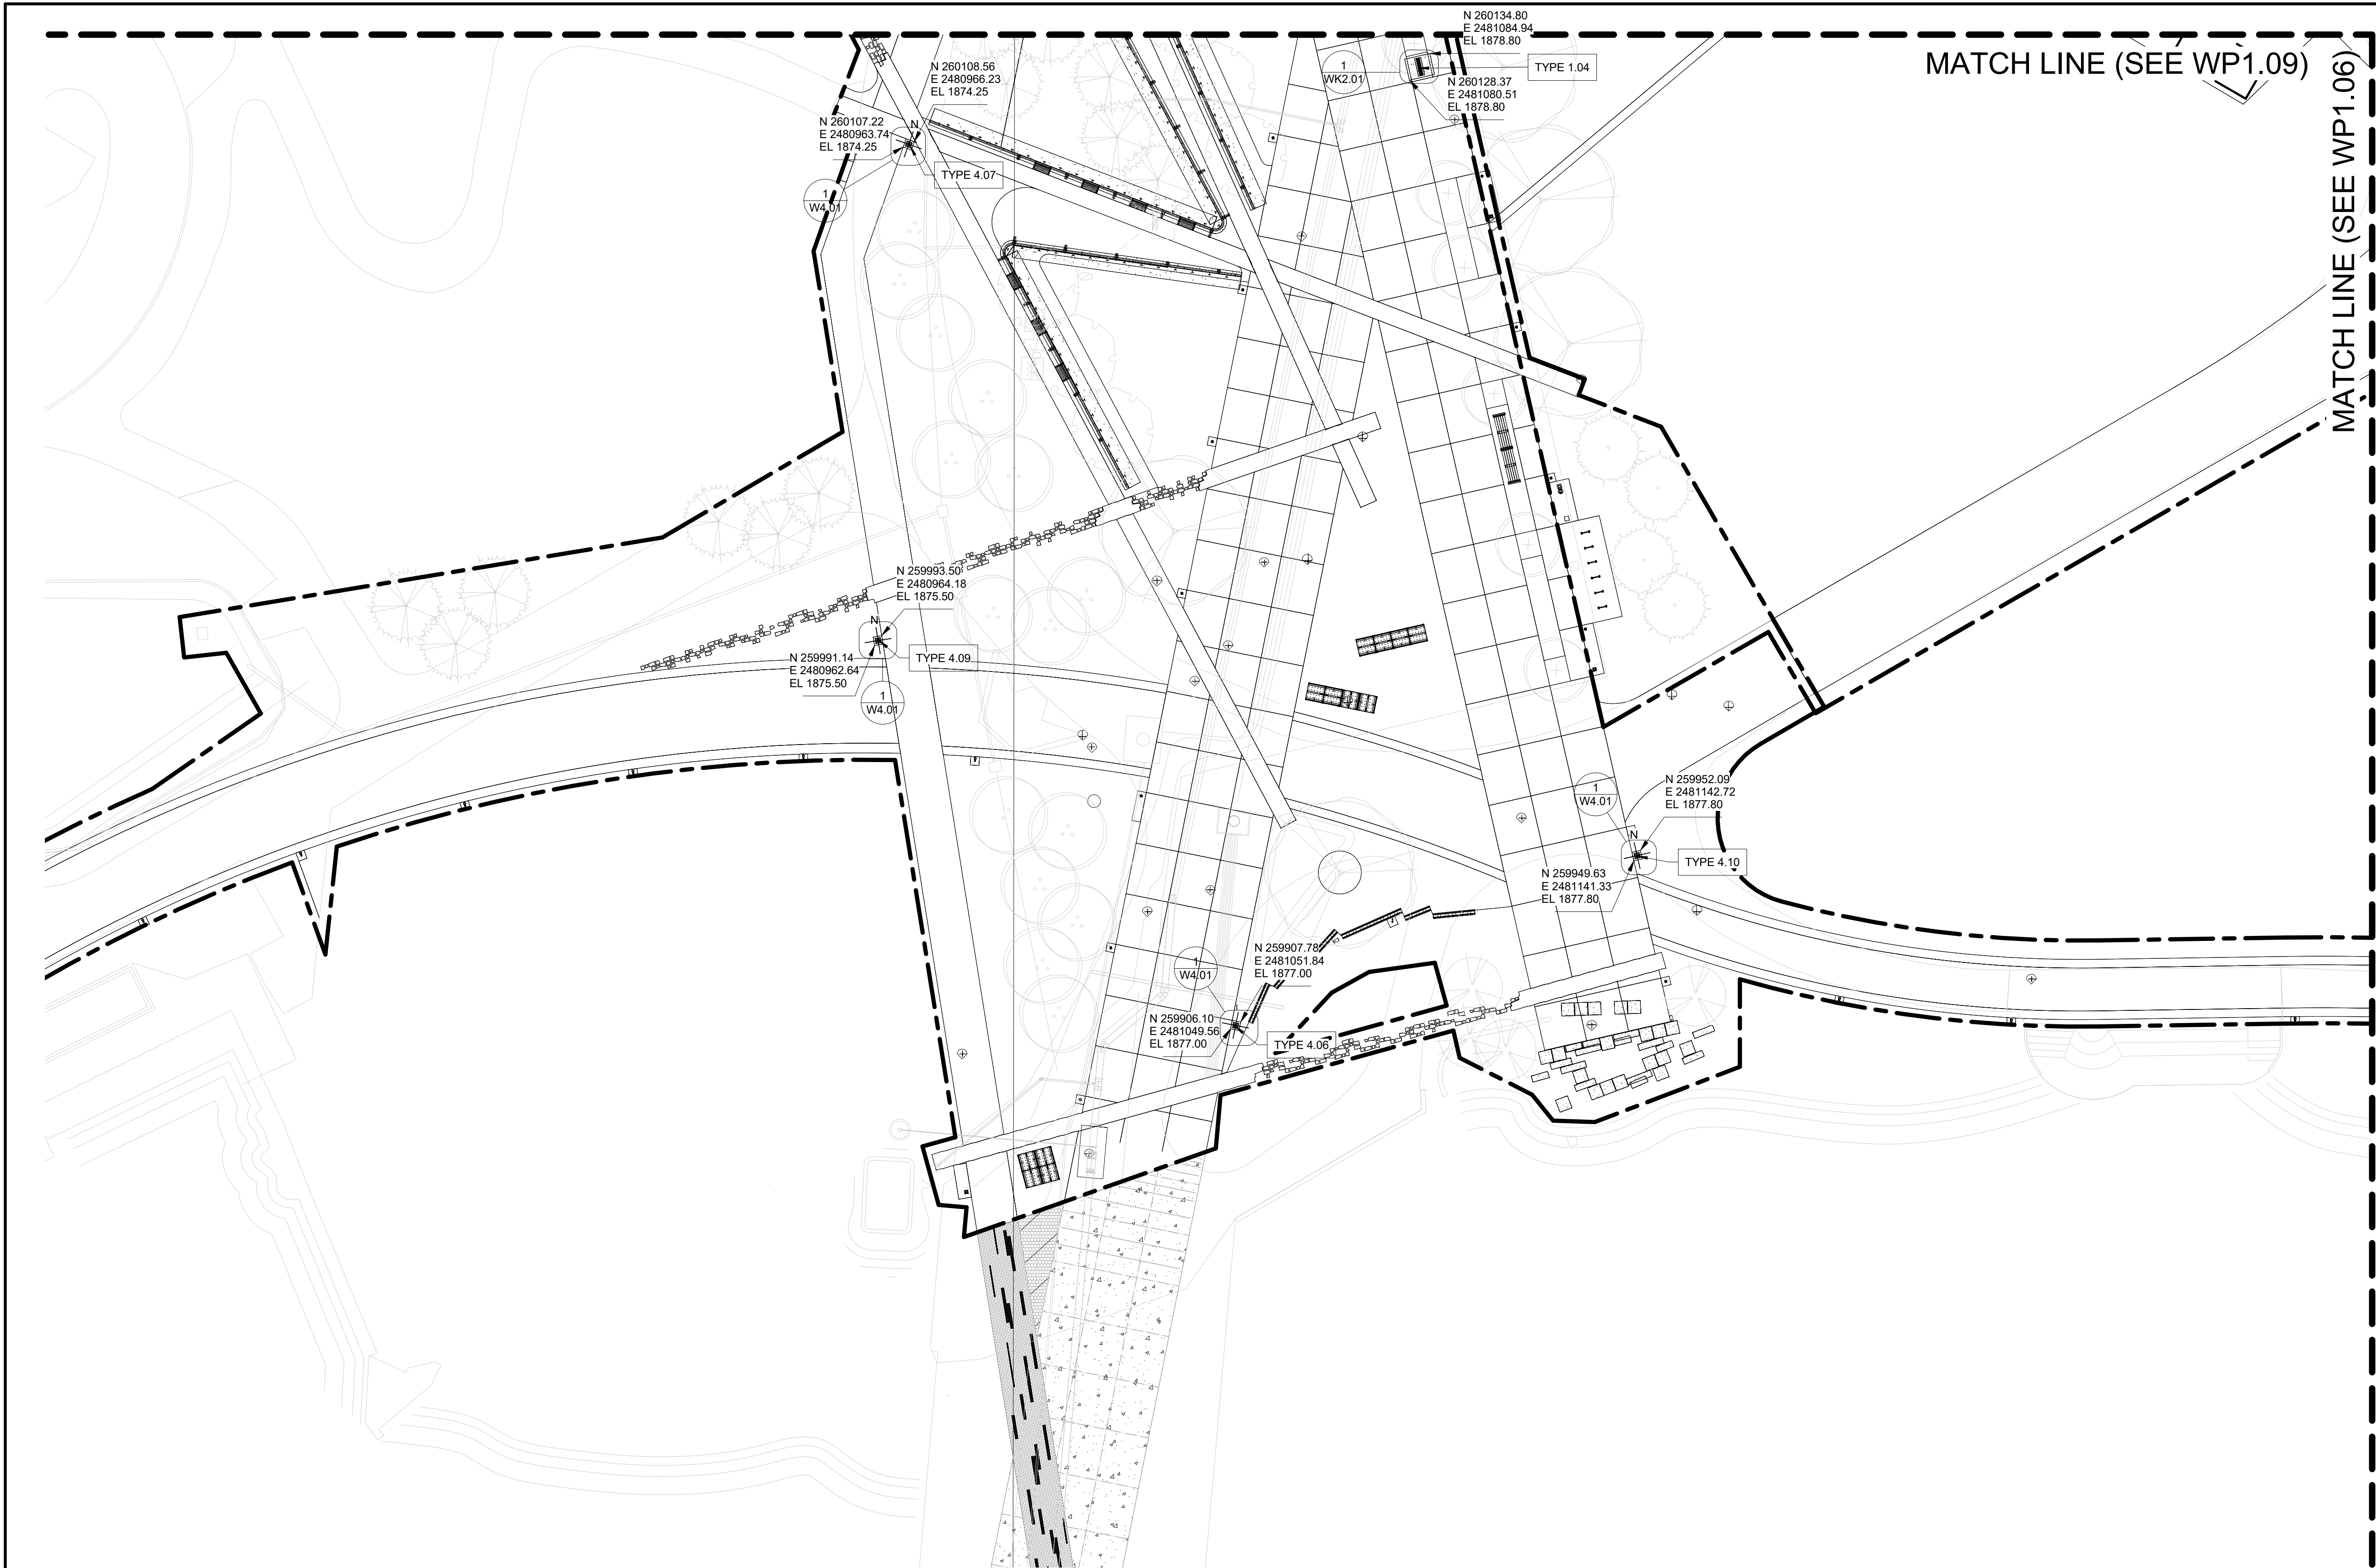 N 260134.80
E 2481084.94
EL 1878.80
MATCH LINE (SEE WP1.09)
MATCH LINE (SEE WP1.06)
1
WK2.01
TYPE 1.04
N 260128.37
E 2481080.51
EL 1878.80
N 260108.56
E 2480966.23
EL 1874.25
N 260107.22
E 2480963.74
EL 1874.25
N
TYPE 4.07
1
W4.01
N 259993.50
E 2480964.18
EL 1875.50
N
N 259991.14
E 2480962.64
EL 1875.50
TYPE 4.09
1
W4.01
N 259952.09
E 2481142.72
EL 1877.80
1
W4.01
N
TYPE 4.10
N 259949.63
E 2481141.33
EL 1877.80
N 259907.78
E 2481051.84
EL 1877.00
1
W4.01
N 259906.10
E 2481049.56
EL 1877.00
TYPE 4.06